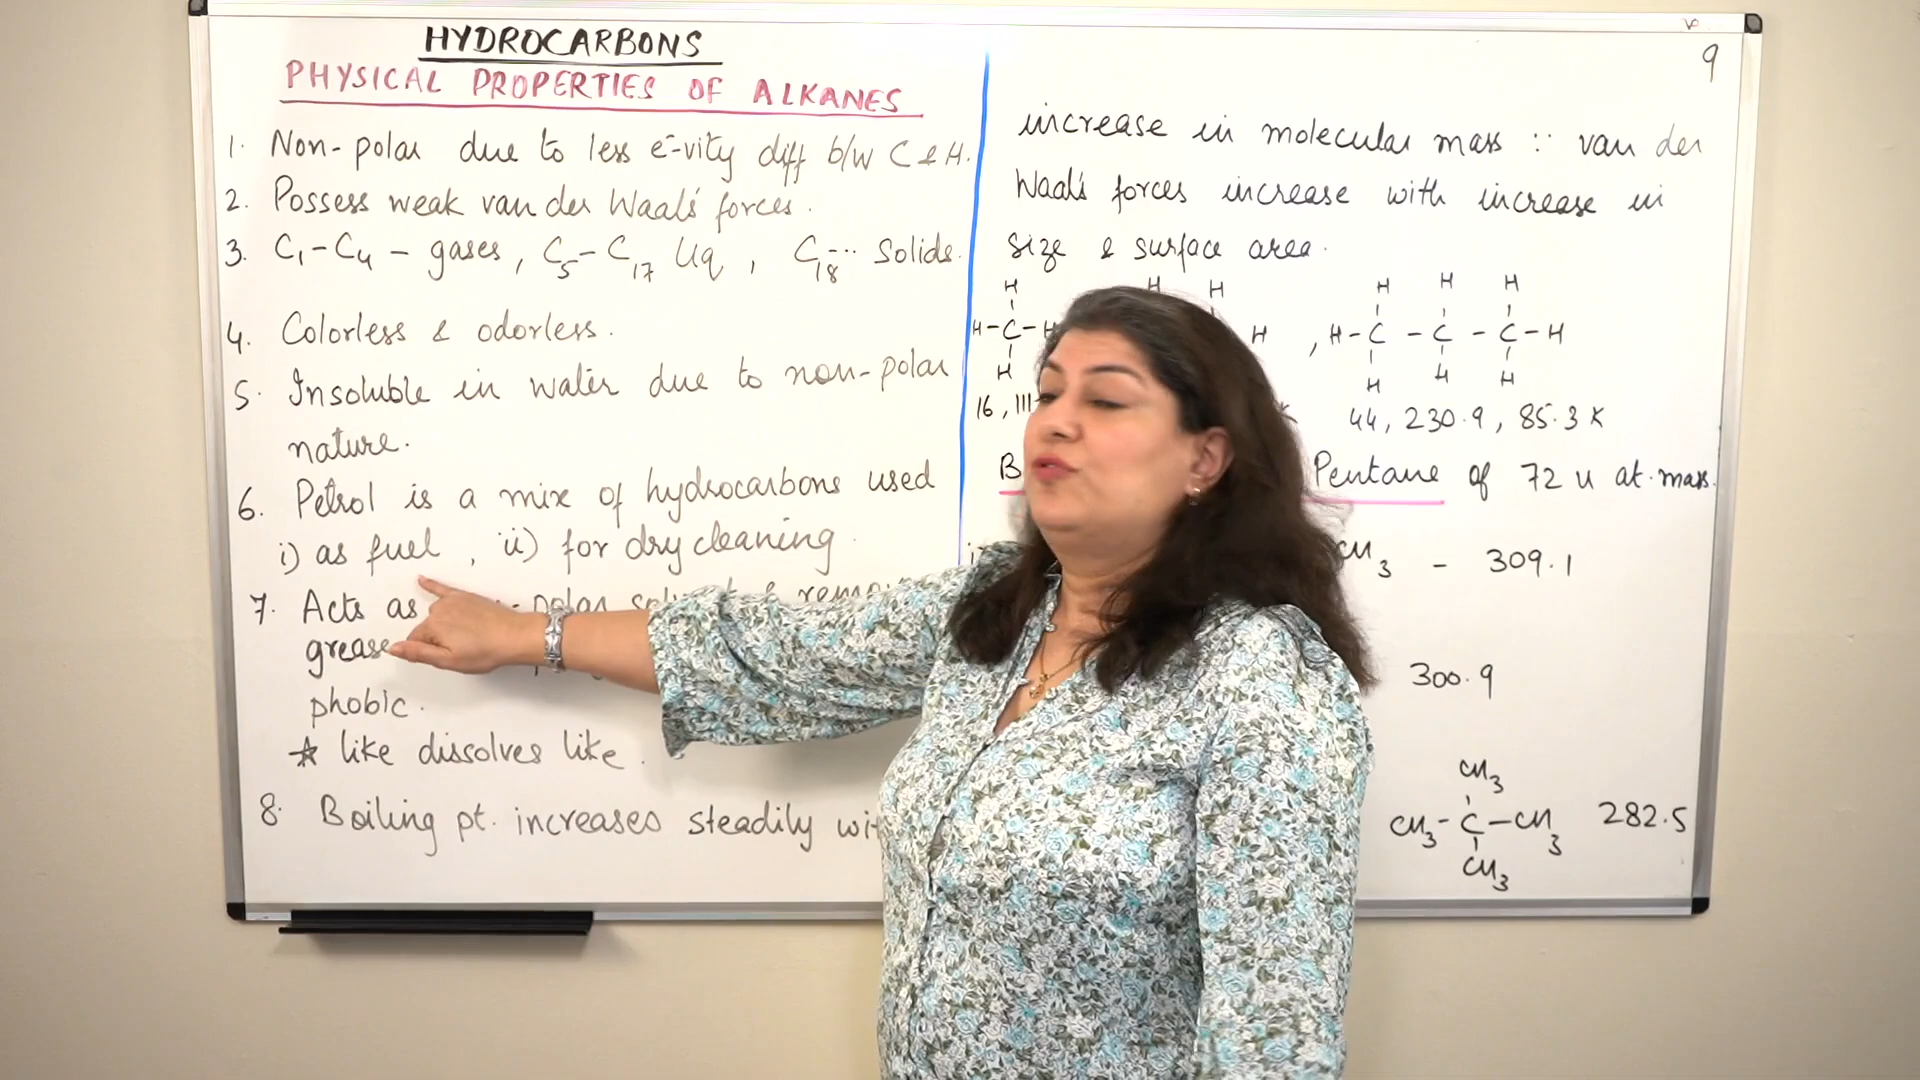 HYDROCARBONS
PHYSICAL PROPERTIES OF ALKANES
1. Non-polar due to less e-vity diff b/w C & H.
2. Possess weak van der Waal's forces.
3. C1-C4 - gases, C5-C17 liq, C18... Solids.
4. Colorless & odorless.
5. Insoluble in water due to non-polar
nature.
6. Petrol is a mix of hydrocarbons used
i) as fuel, ii) for dry cleaning
7. Acts as
grease
phobic.
☆ like dissolves like.
8. Boiling pt. increases steadily
9
increase in molecular mass ∵ van der
Waal's forces increase with increase in
size & surface area.
H H H H H H
H-C-H H , H-C-C-C-H
H H H H
16, 111 44, 230.9, 85.3 K
Pentane of 72 u at. mass.
CH3 - 309.1
300.9
CH3
CH3-C-CH3 282.5
CH3